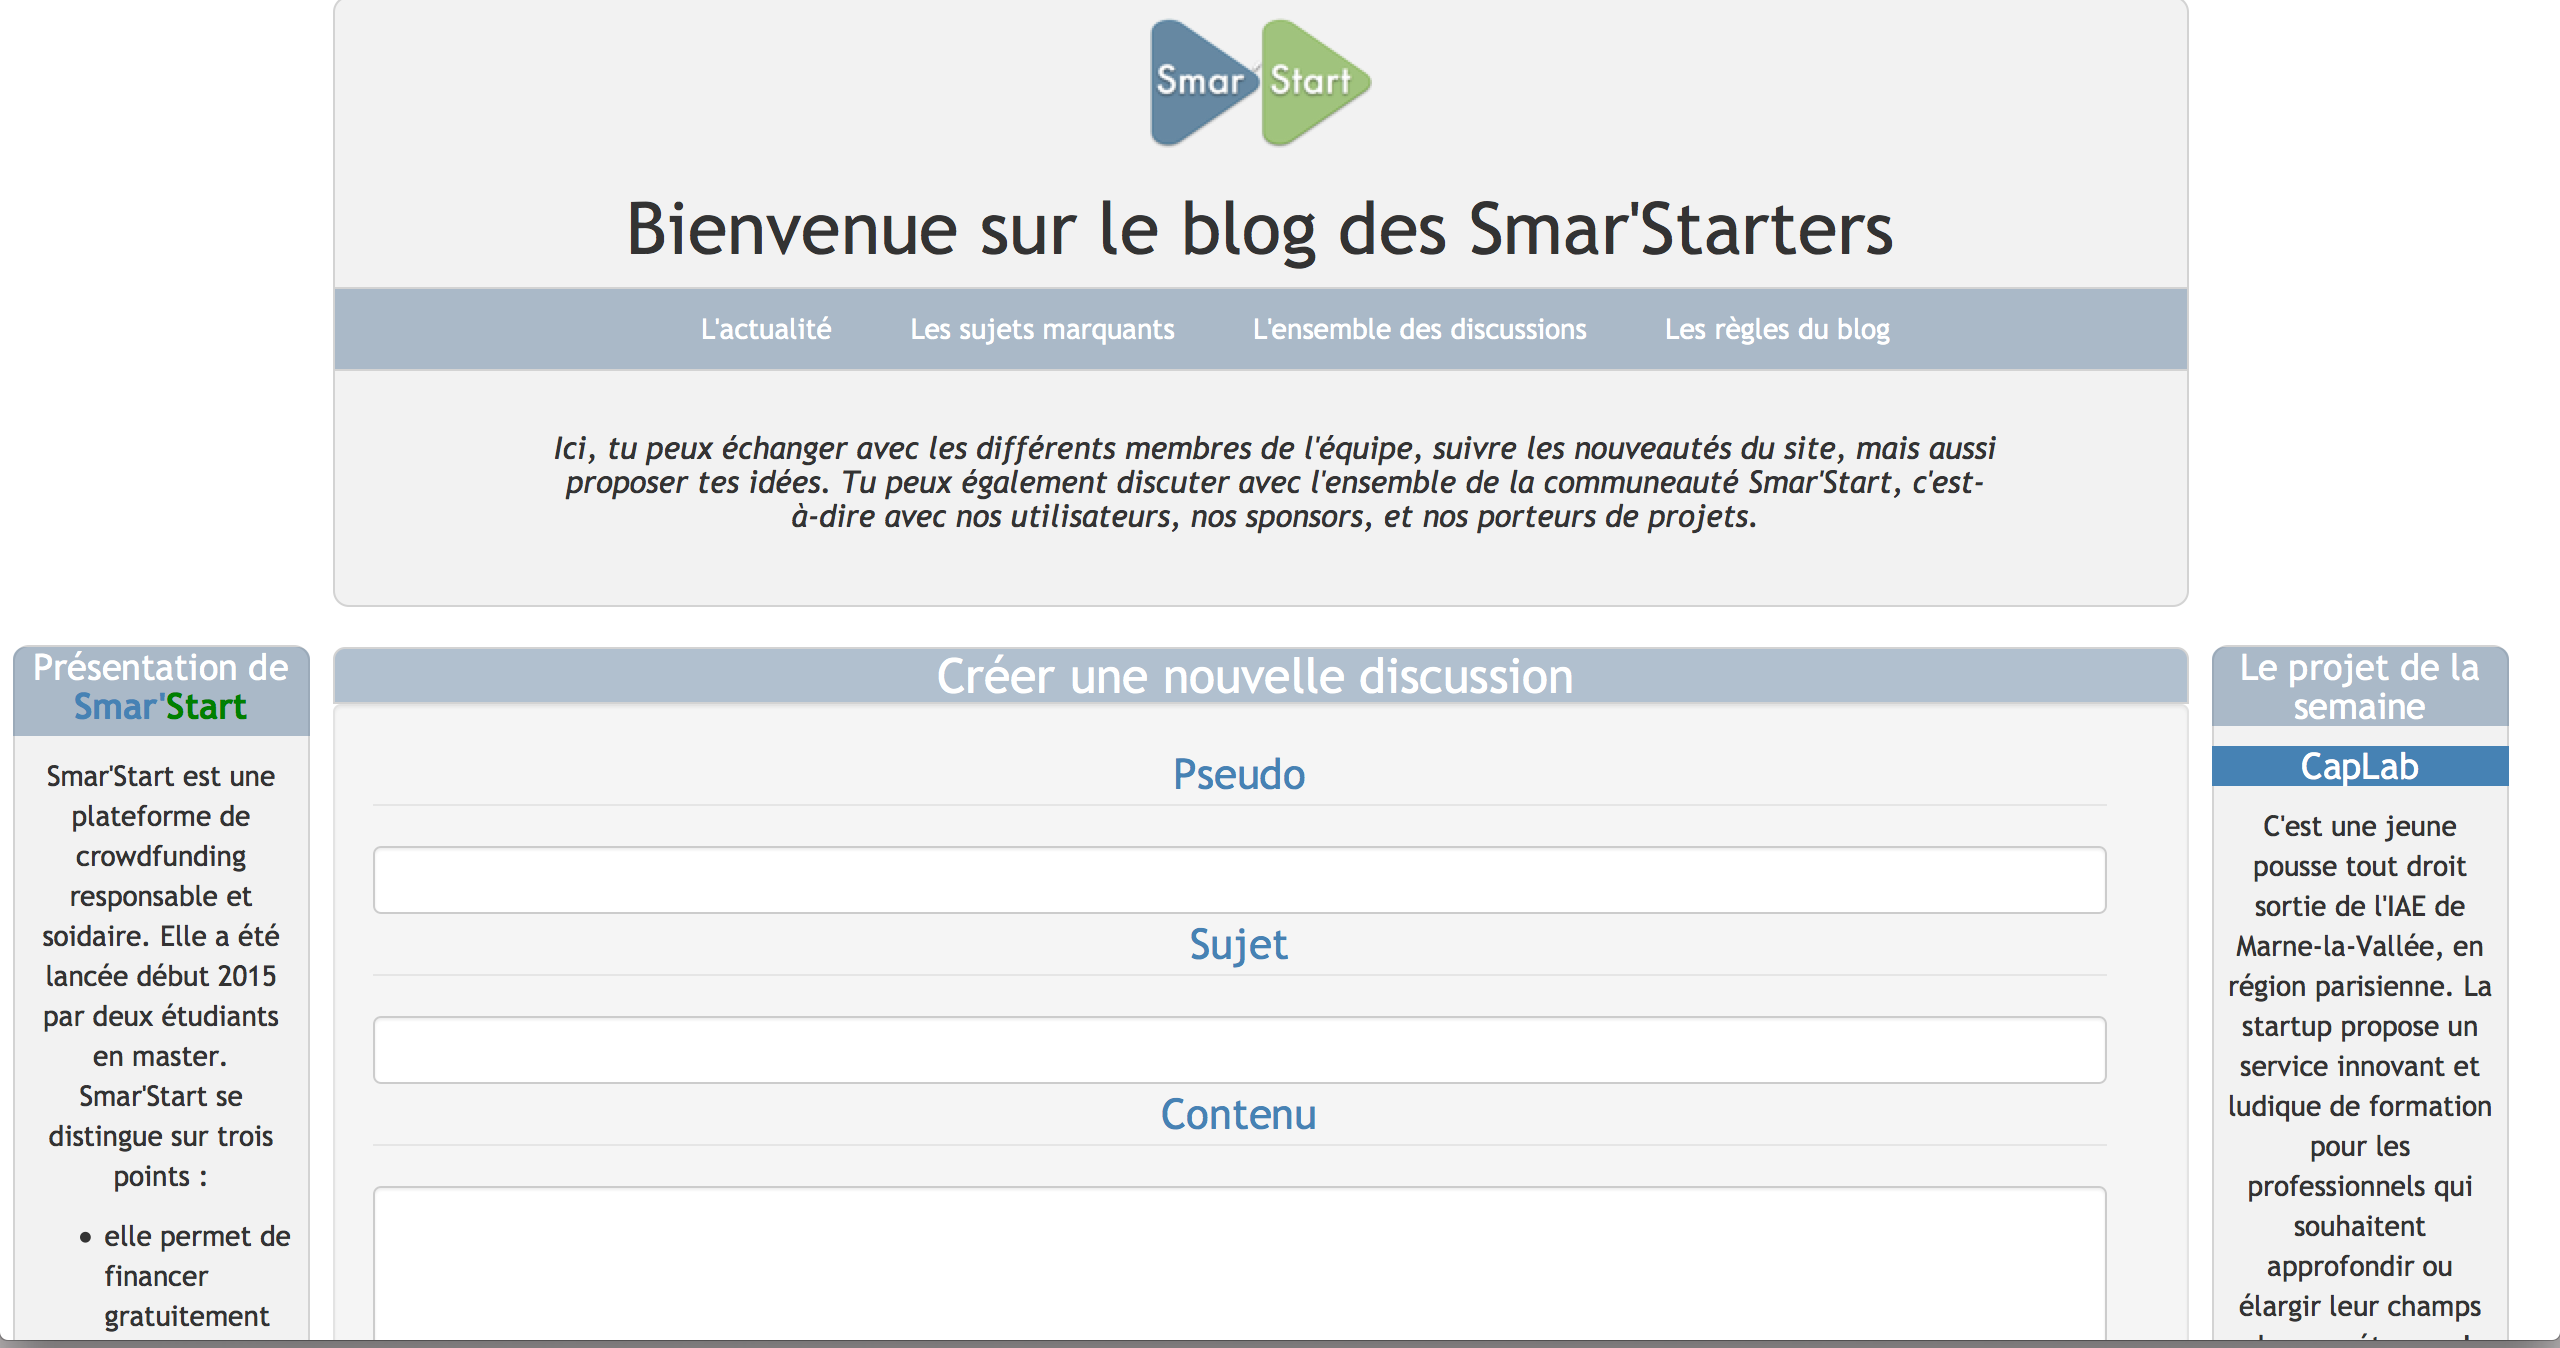 Smar Start
Bienvenue sur le blog des Smar'Starters
L'actualité Les sujets marquants L'ensemble des discussions Les règles du blog
Ici, tu peux échanger avec les différents membres de l'équipe, suivre les nouveautés du site, mais aussi
proposer tes idées. Tu peux également discuter avec l'ensemble de la communeauté Smar'Start, c'est-
à-dire avec nos utilisateurs, nos sponsors, et nos porteurs de projets.
Présentation de
Smar'Start
Smar'Start est une
plateforme de
crowdfunding
responsable et
soidaire. Elle a été
lancée début 2015
par deux étudiants
en master.
Smar'Start se
distingue sur trois
points :
• elle permet de
financer
gratuitement
Créer une nouvelle discussion
Pseudo
Sujet
Contenu
Le projet de la
semaine
CapLab
C'est une jeune
pousse tout droit
sortie de l'IAE de
Marne-la-Vallée, en
région parisienne. La
startup propose un
service innovant et
ludique de formation
pour les
professionnels qui
souhaitent
approfondir ou
élargir leur champs